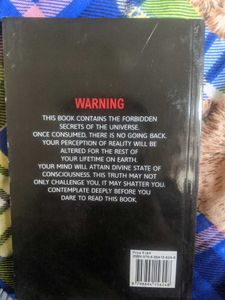 WARNING
THIS BOOK CONTAINS THE FORBIDDEN
SECRETS OF THE UNIVERSE.
ONCE CONSUMED, THERE IS NO GOING BACK.
YOUR PERCEPTION OF REALITY WILL BE
ALTERED FOR THE REST OF
YOUR LIFETIME ON EARTH.
YOUR MIND WILL ATTAIN DIVINE STATE OF
CONSCIOUSNESS. THIS TRUTH MAY NOT
ONLY CHALLENGE YOU, IT MAY SHATTER YOU.
CONTEMPLATE DEEPLY BEFORE YOU
DARE TO READ THIS BOOK.